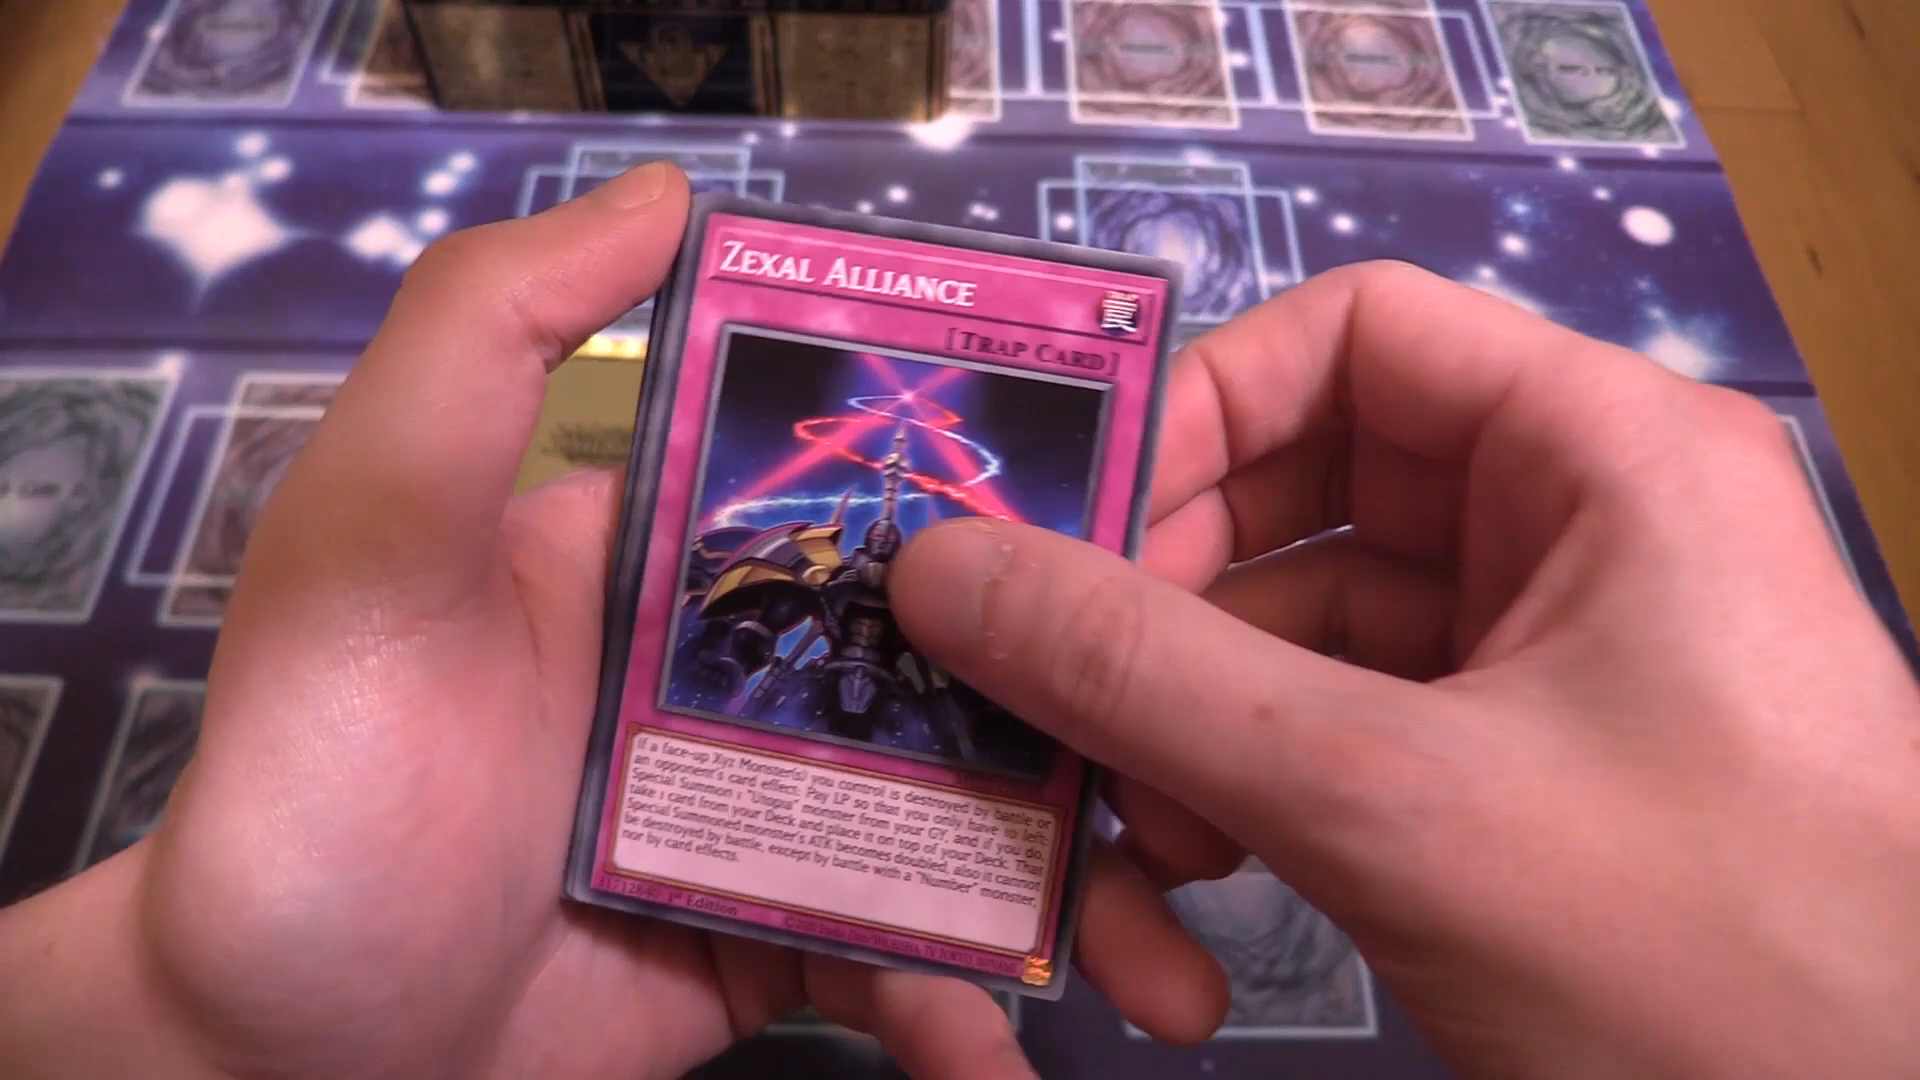 ZEXAL ALLIANCE
[TRAP CARD]
If a face-up Xyz Monster(s) you control is destroyed by battle or
an opponent's card effect: Pay LP so that you only have 10 left;
Special Summon 1 "Utopia" monster from your GY, and if you do,
take 1 card from your Deck and place it on top of your Deck. That
Special Summoned monster's ATK becomes doubled, also it cannot
be destroyed by battle, except by battle with a "Number" monster,
nor by card effects.
31712840 1st Edition